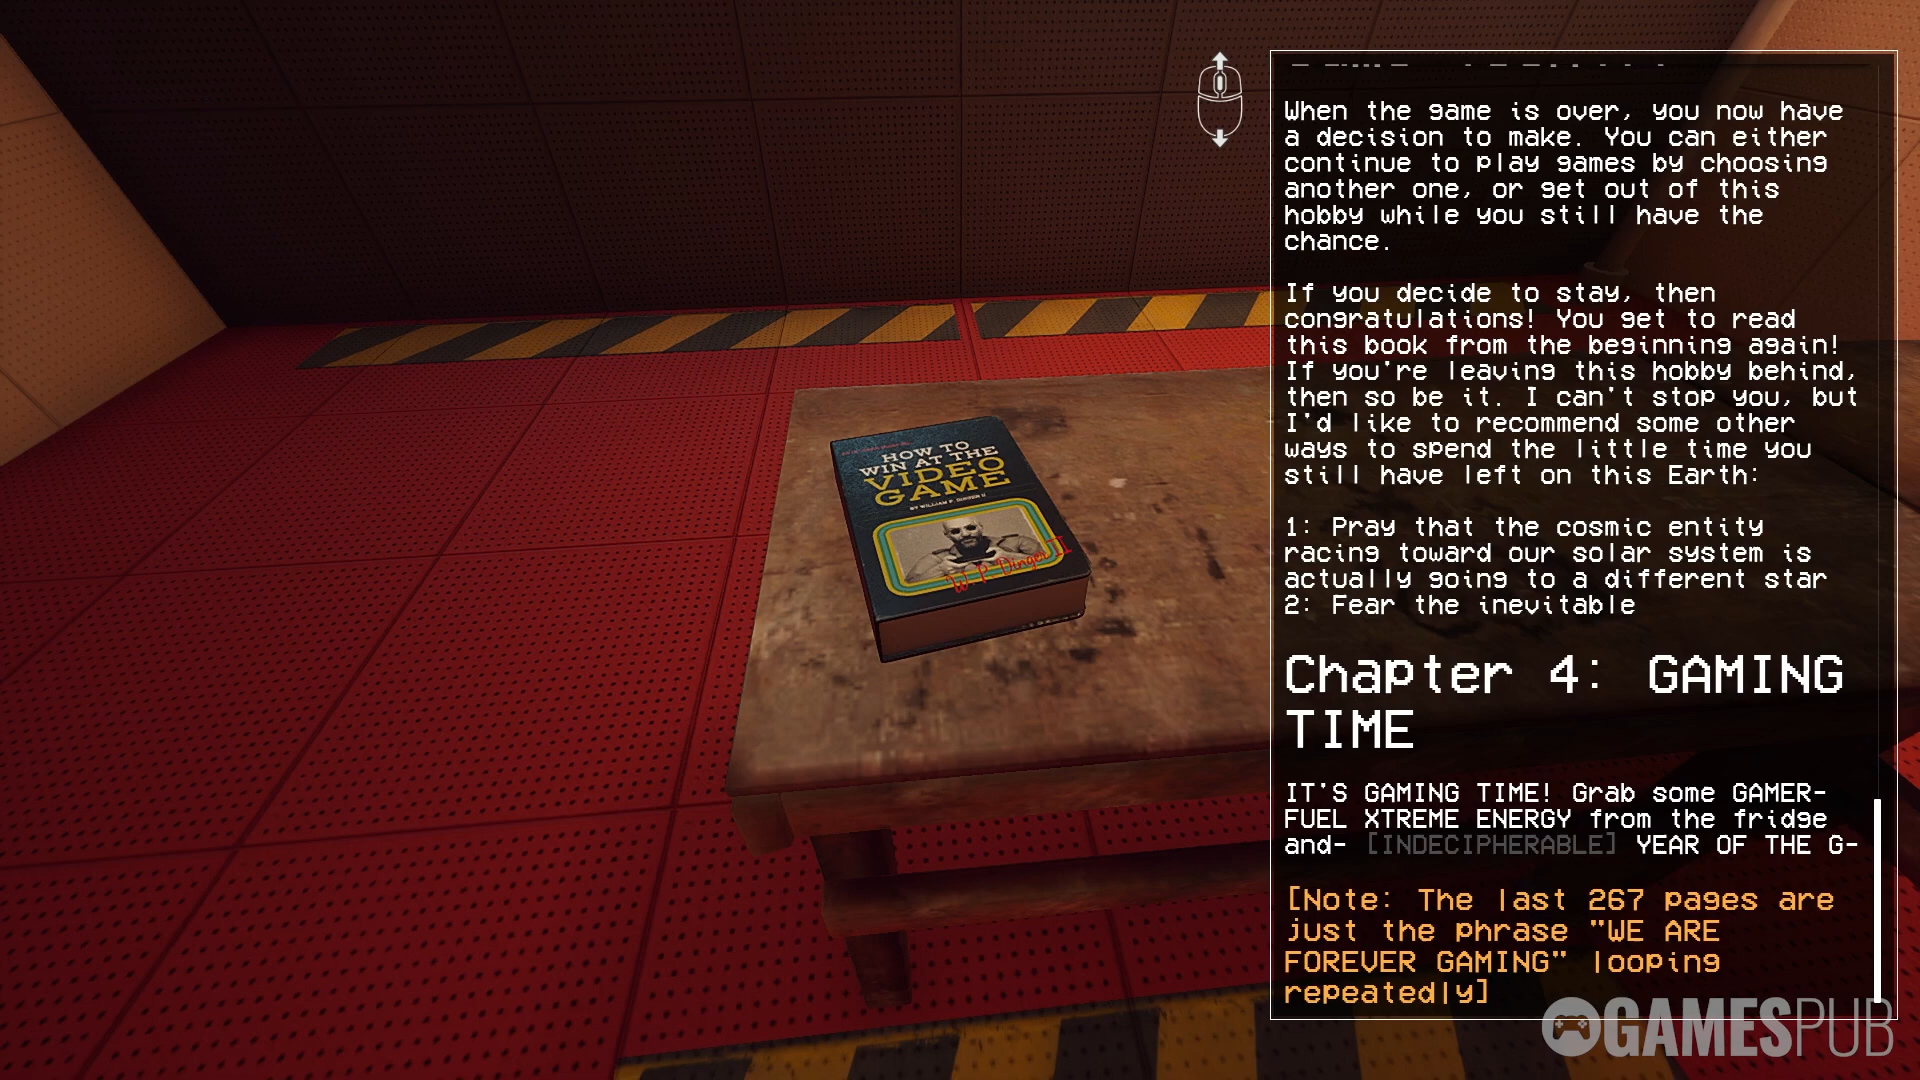 HOW TO
WIN AT THE
VIDEO
GAME
BY WILLIAM P. DINGER II
W. P. Dinger II
When the game is over, you now have
a decision to make. You can either
continue to play games by choosing
another one, or get out of this
hobby while you still have the
chance.
If you decide to stay, then
congratulations! You get to read
this book from the beginning again!
If you're leaving this hobby behind,
then so be it. I can't stop you, but
I'd like to recommend some other
ways to spend the little time you
still have left on this Earth:
1: Pray that the cosmic entity
racing toward our solar system is
actually going to a different star
2: Fear the inevitable
Chapter 4: GAMING
TIME
IT'S GAMING TIME! Grab some GAMER-
FUEL XTREME ENERGY from the fridge
and- [INDECIPHERABLE] YEAR OF THE G-
[Note: The last 267 pages are
just the phrase "WE ARE
FOREVER GAMING" looping
repeatedly]
GAMESPUB